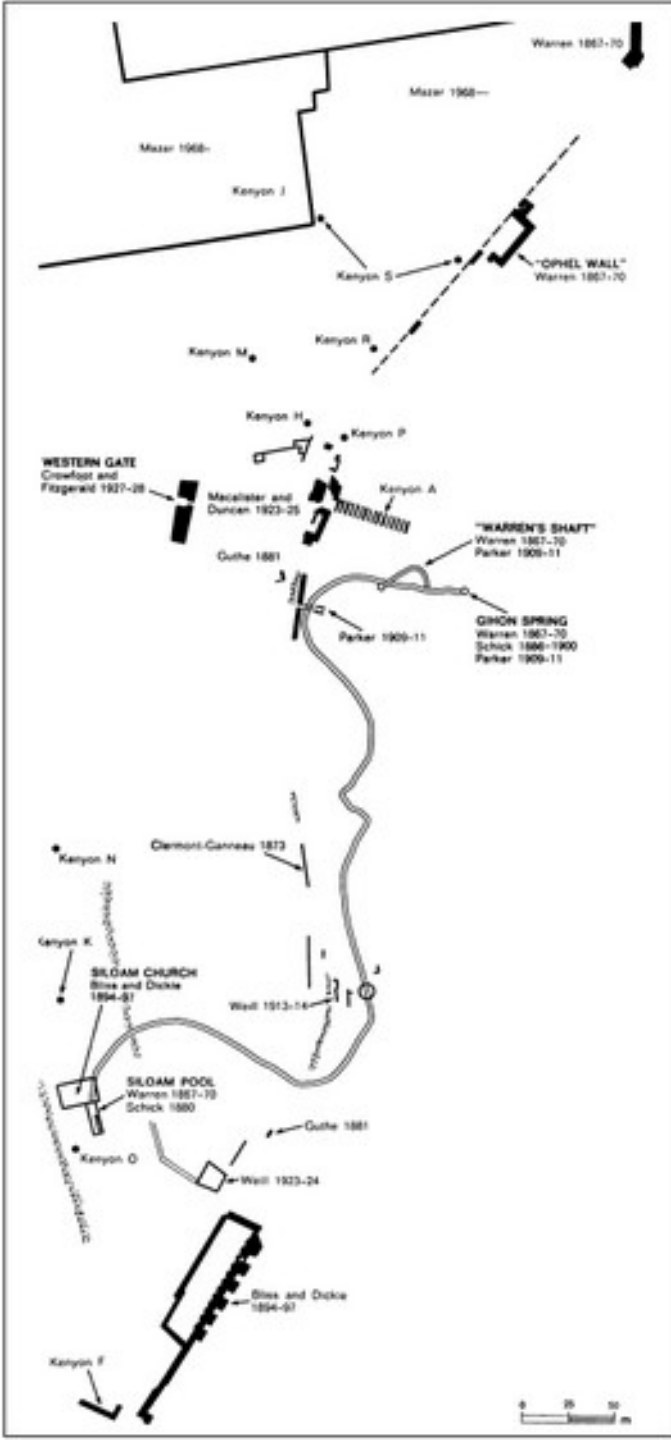 Warren 1867-70
Mazar 1968—
Mazar 1968-
Kenyon J
Kenyon S
"OPHEL WALL"
Warren 1867-70
Kenyon R
Kenyon M
Kenyon H
Kenyon P
WESTERN GATE
Crowfoot and
Fitzgerald 1927-28
Macalister and
Duncan 1923-25
Kenyon A
"WARREN'S SHAFT"
Warren 1867-70
Parker 1909-11
Guthe 1881
Parker 1909-11
GIHON SPRING
Warren 1867-70
Schick 1886-1900
Parker 1909-11
Clermont-Ganneau 1873
Kenyon N
Kenyon K
SILOAM CHURCH
Bliss and Dickie
1894-97
Weill 1913-14
SILOAM POOL
Warren 1867-70
Schick 1880
Guthe 1881
Kenyon O
Weill 1923-24
Bliss and Dickie
1894-97
Kenyon F
0 25 50
m